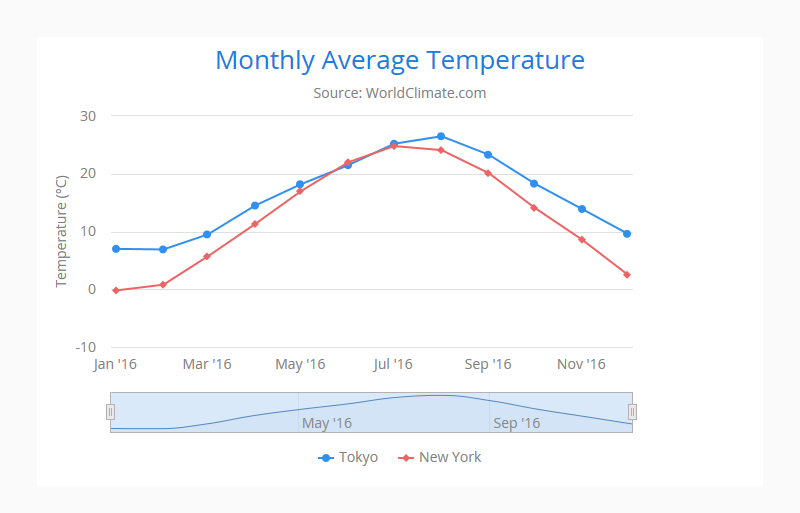 Monthly Average Temperature
Source: WorldClimate.com
Temperature (°C)
30
20
10
0
-10
Jan '16 Mar '16 May '16 Jul '16 Sep '16 Nov '16
May '16 Sep '16
Tokyo New York